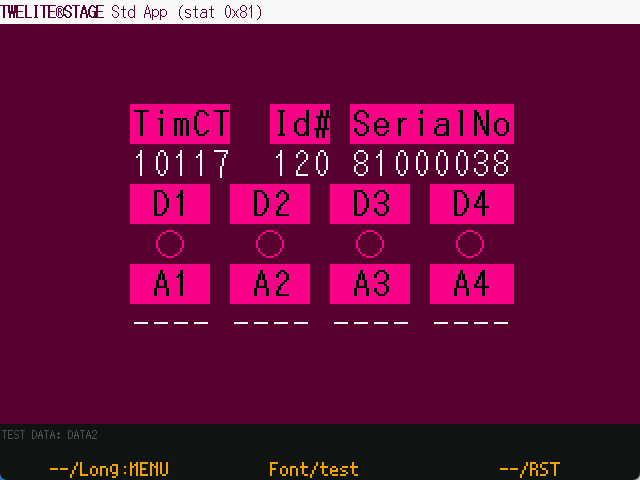 TWELITE®STAGE Std App (stat 0x81)
TimCT Id# SerialNo
10117 120 81000038
D1 D2 D3 D4
A1 A2 A3 A4
---- ---- ---- ----
TEST DATA: DATA2
--/Long:MENU Font/test --/RST